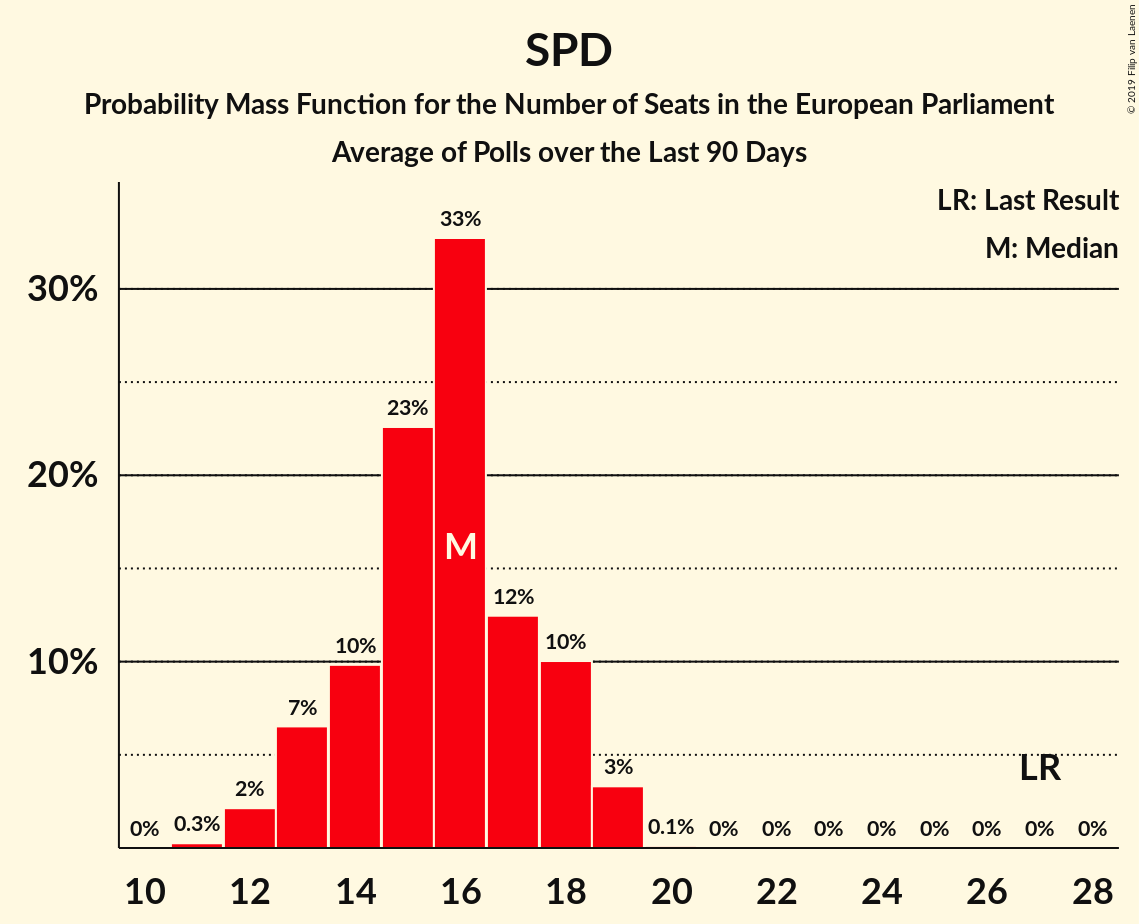 SPD
Probability Mass Function for the Number of Seats in the European Parliament
Average of Polls over the Last 90 Days
© 2019 Filip van Laenen
LR: Last Result
M: Median
30%
20%
10%
0%
0.3%
2%
7%
10%
23%
33%
12%
10%
3%
0.1%
0%
0%
0%
0%
0%
0%
0%
0%
M
LR
10 12 14 16 18 20 22 24 26 28